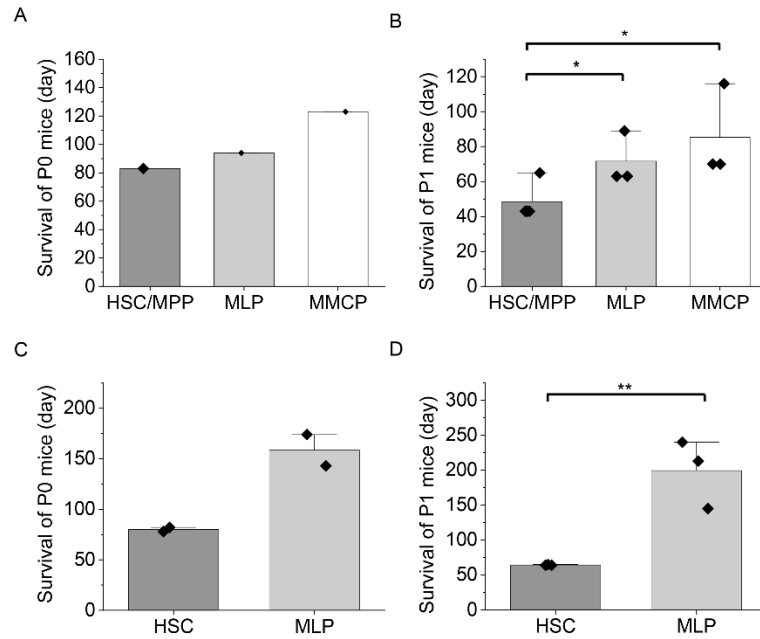 A
Survival of P0 mice (day)
160
140
120
100
80
60
40
20
0
HSC/MPP MLP MMCP
B
Survival of P1 mice (day)
120
100
80
60
40
20
0
*
*
HSC/MPP MLP MMCP
C
Survival of P0 mice (day)
200
150
100
50
0
HSC MLP
D
Survival of P1 mice (day)
300
250
200
150
100
50
0
**
HSC MLP